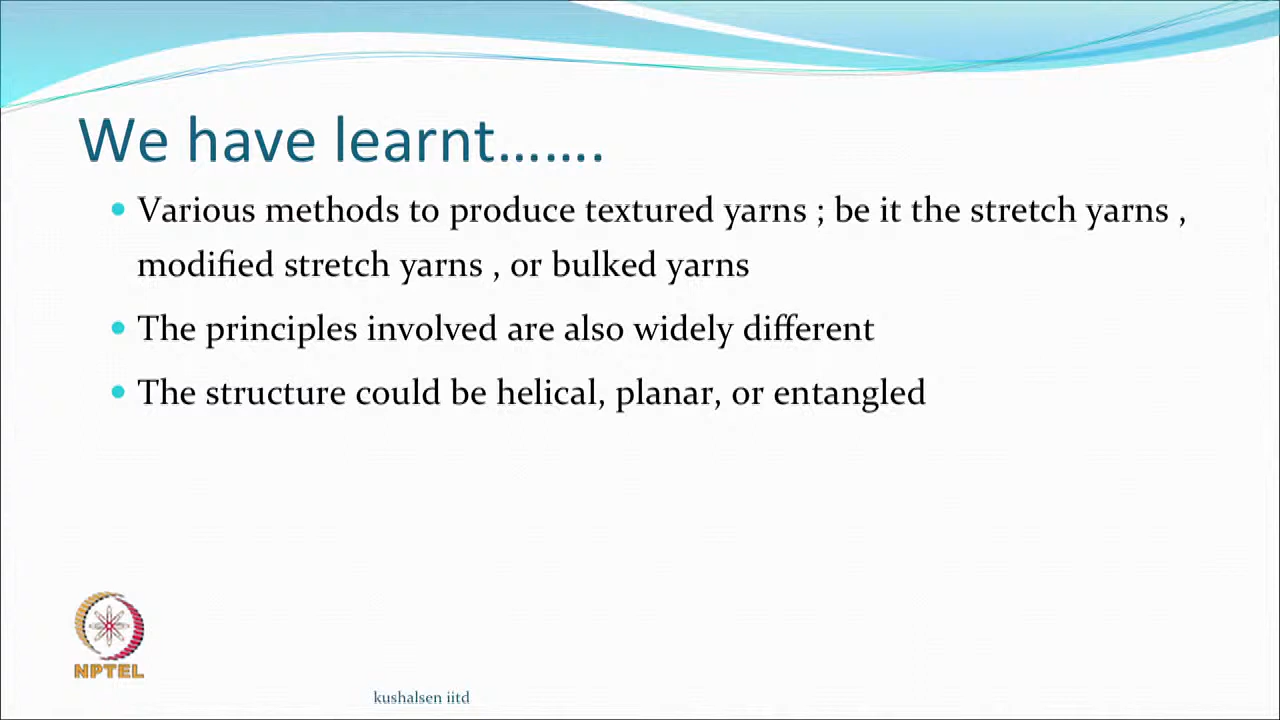 We have learnt.......
• Various methods to produce textured yarns ; be it the stretch yarns ,
modified stretch yarns , or bulked yarns
• The principles involved are also widely different
• The structure could be helical, planar, or entangled
NPTEL
kushalsen iitd